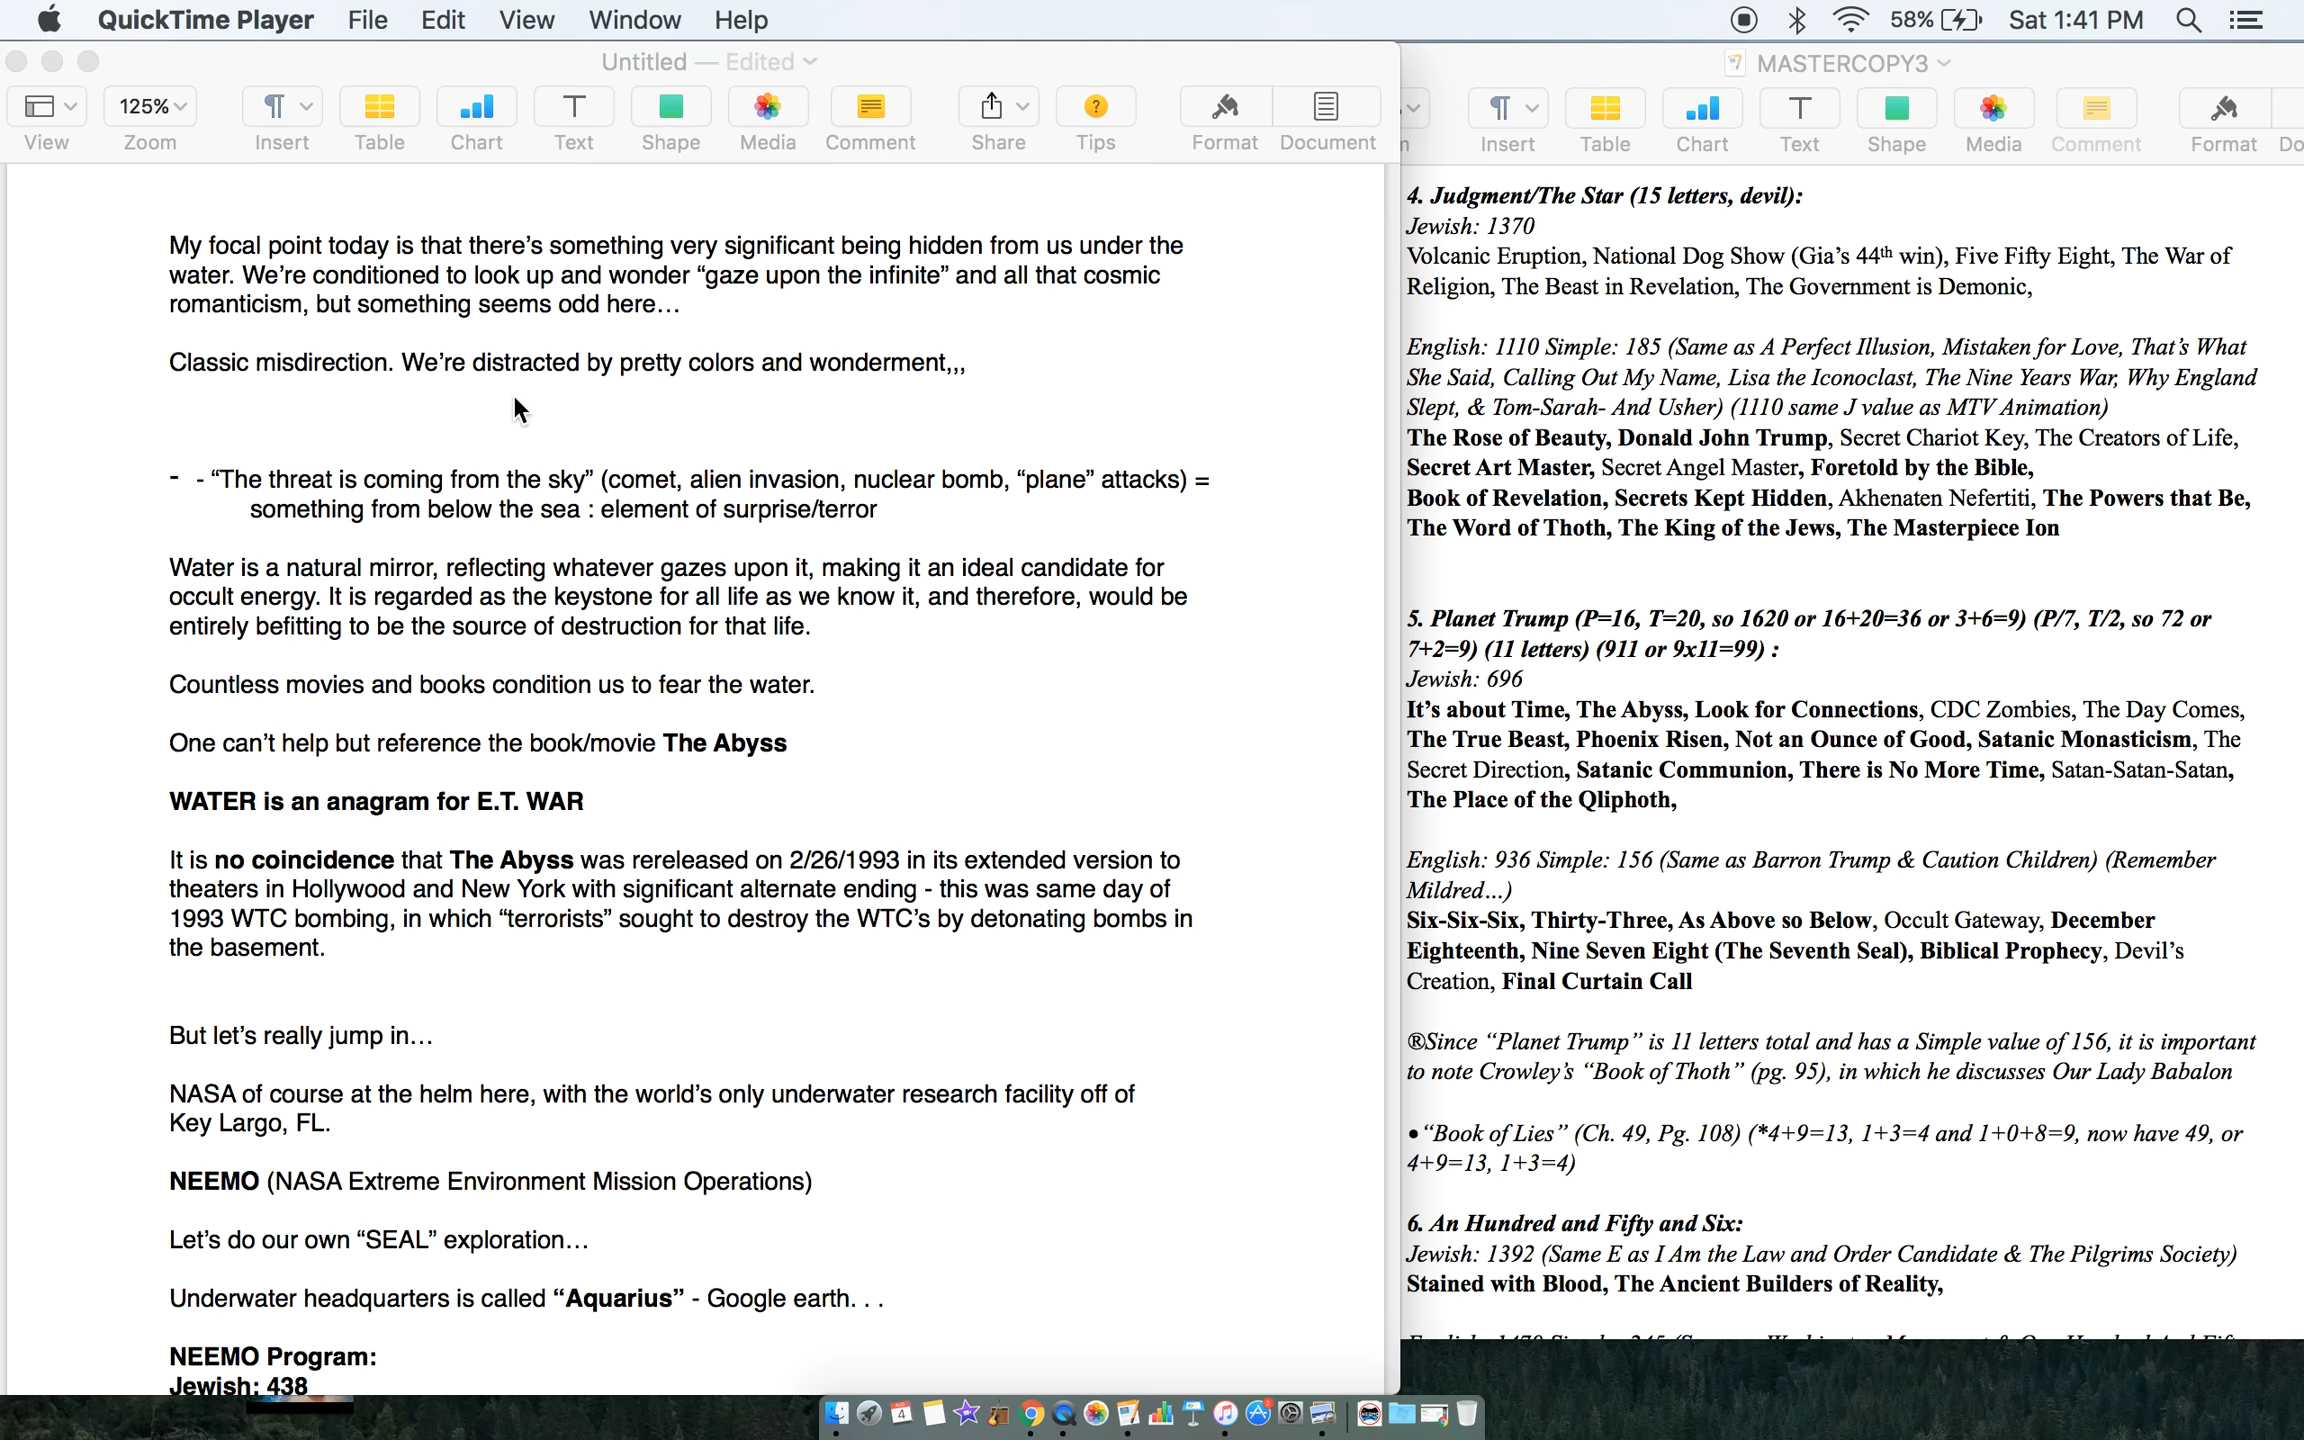 QuickTime Player File Edit View Window Help 58% Sat 1:41 PM
Untitled — Edited
125%
View Zoom Insert Table Chart Text Shape Media Comment Share Tips Format Document
My focal point today is that there’s something very significant being hidden from us under the
water. We’re conditioned to look up and wonder “gaze upon the infinite” and all that cosmic
romanticism, but something seems odd here…
Classic misdirection. We’re distracted by pretty colors and wonderment,,,
- - “The threat is coming from the sky” (comet, alien invasion, nuclear bomb, “plane” attacks) =
something from below the sea : element of surprise/terror
Water is a natural mirror, reflecting whatever gazes upon it, making it an ideal candidate for
occult energy. It is regarded as the keystone for all life as we know it, and therefore, would be
entirely befitting to be the source of destruction for that life.
Countless movies and books condition us to fear the water.
One can’t help but reference the book/movie The Abyss
WATER is an anagram for E.T. WAR
It is no coincidence that The Abyss was rereleased on 2/26/1993 in its extended version to
theaters in Hollywood and New York with significant alternate ending - this was same day of
1993 WTC bombing, in which “terrorists” sought to destroy the WTC’s by detonating bombs in
the basement.
But let’s really jump in…
NASA of course at the helm here, with the world’s only underwater research facility off of
Key Largo, FL.
NEEMO (NASA Extreme Environment Mission Operations)
Let’s do our own “SEAL” exploration…
Underwater headquarters is called “Aquarius” - Google earth. . .
NEEMO Program:
Jewish: 438
MASTERCOPY3
Insert Table Chart Text Shape Media Comment Format
4. Judgment/The Star (15 letters, devil):
Jewish: 1370
Volcanic Eruption, National Dog Show (Gia’s 44th win), Five Fifty Eight, The War of
Religion, The Beast in Revelation, The Government is Demonic,
English: 1110 Simple: 185 (Same as A Perfect Illusion, Mistaken for Love, That’s What
She Said, Calling Out My Name, Lisa the Iconoclast, The Nine Years War, Why England
Slept, & Tom-Sarah- And Usher) (1110 same J value as MTV Animation)
The Rose of Beauty, Donald John Trump, Secret Chariot Key, The Creators of Life,
Secret Art Master, Secret Angel Master, Foretold by the Bible,
Book of Revelation, Secrets Kept Hidden, Akhenaten Nefertiti, The Powers that Be,
The Word of Thoth, The King of the Jews, The Masterpiece Ion
5. Planet Trump (P=16, T=20, so 1620 or 16+20=36 or 3+6=9) (P/7, T/2, so 72 or
7+2=9) (11 letters) (911 or 9x11=99) :
Jewish: 696
It’s about Time, The Abyss, Look for Connections, CDC Zombies, The Day Comes,
The True Beast, Phoenix Risen, Not an Ounce of Good, Satanic Monasticism, The
Secret Direction, Satanic Communion, There is No More Time, Satan-Satan-Satan,
The Place of the Qliphoth,
English: 936 Simple: 156 (Same as Barron Trump & Caution Children) (Remember
Mildred…)
Six-Six-Six, Thirty-Three, As Above so Below, Occult Gateway, December
Eighteenth, Nine Seven Eight (The Seventh Seal), Biblical Prophecy, Devil’s
Creation, Final Curtain Call
®Since “Planet Trump” is 11 letters total and has a Simple value of 156, it is important
to note Crowley’s “Book of Thoth” (pg. 95), in which he discusses Our Lady Babalon
•“Book of Lies” (Ch. 49, Pg. 108) (*4+9=13, 1+3=4 and 1+0+8=9, now have 49, or
4+9=13, 1+3=4)
6. An Hundred and Fifty and Six:
Jewish: 1392 (Same E as I Am the Law and Order Candidate & The Pilgrims Society)
Stained with Blood, The Ancient Builders of Reality,